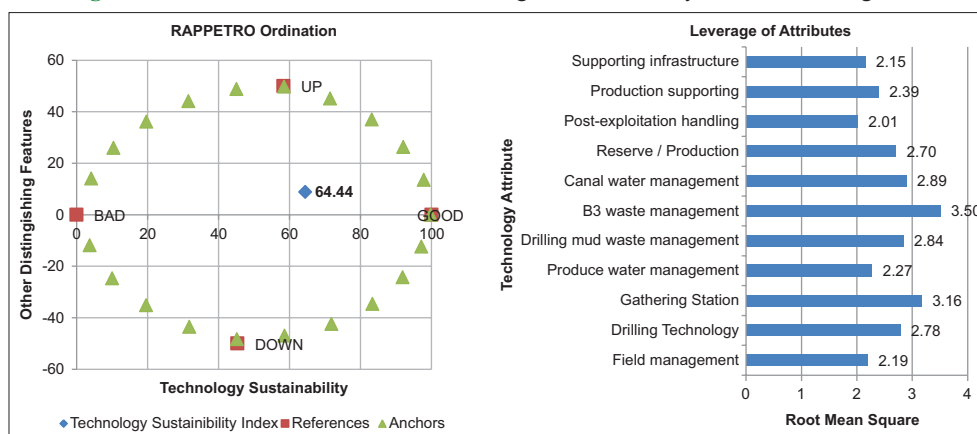 RAPPETRO Ordination
60
40
20
0
-20
-40
-60
0 20 40 60 80 100
UP
BAD
GOOD
DOWN
64.44
Other Distingishing Features
Technology Sustainability
Technology Sustainibility Index References Anchors
Leverage of Attributes
Technology Attribute
Supporting infrastructure 2.15
Production supporting 2.39
Post-exploitation handling 2.01
Reserve / Production 2.70
Canal water management 2.89
B3 waste management 3.50
Drilling mud waste management 2.84
Produce water management 2.27
Gathering Station 3.16
Drilling Technology 2.78
Field management 2.19
0 1 2 3 4
Root Mean Square